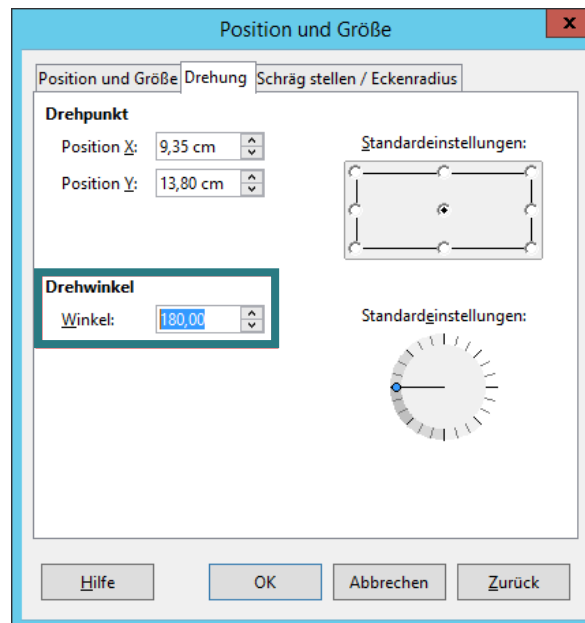 Position und Größe
x
Position und Größe Drehung Schräg stellen / Eckenradius
Drehpunkt
Position X: 9,35 cm
Standardeinstellungen:
Position Y: 13,80 cm
Drehwinkel
Winkel: 180,00
Standardeinstellungen:
Hilfe OK Abbrechen Zurück